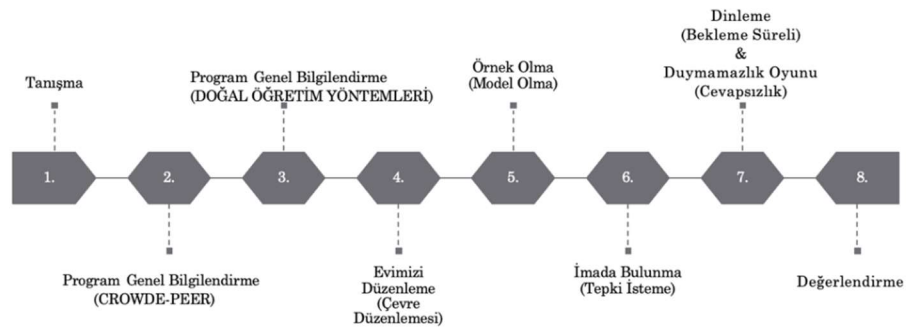 Tanışma
Program Genel Bilgilendirme
(DOĞAL ÖĞRETİM YÖNTEMLERİ)
Örnek Olma
(Model Olma)
Dinleme
(Bekleme Süreli)
&
Duymamazlık Oyunu
(Cevapsızlık)
1.
2.
3.
4.
5.
6.
7.
8.
Program Genel Bilgilendirme
(CROWDE-PEER)
Evimizi
Düzenleme
(Çevre
Düzenlemesi)
İmada Bulunma
(Tepki İsteme)
Değerlendirme